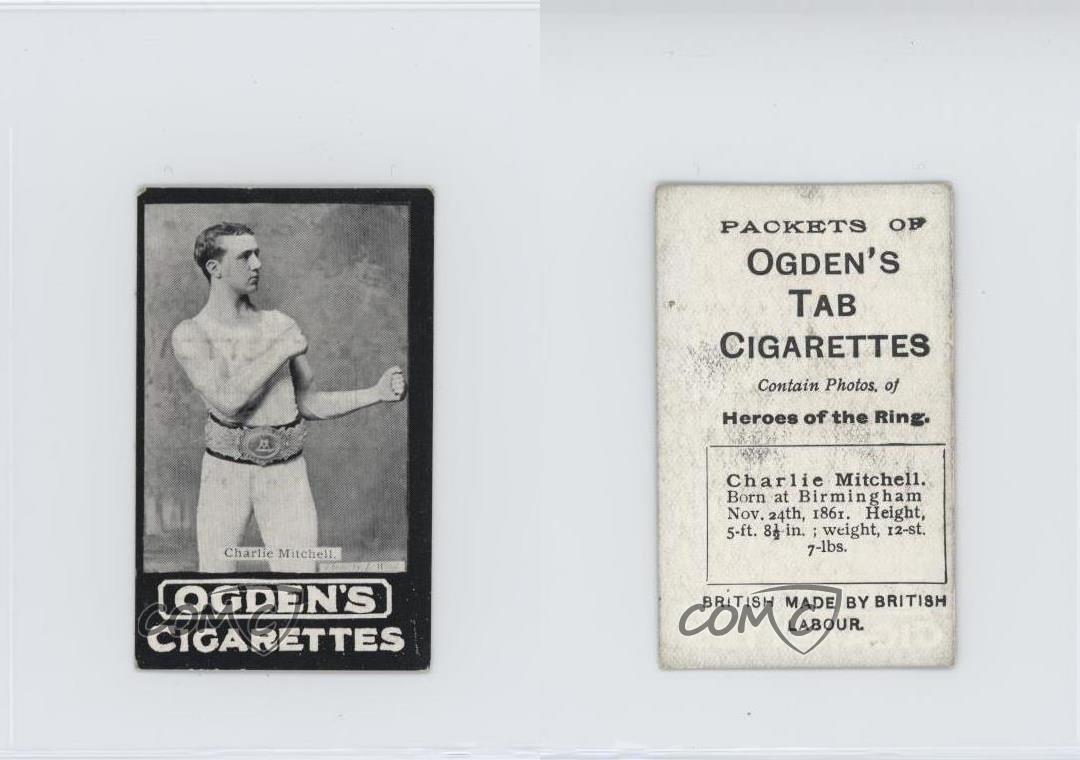 Charlie Mitchell.
OGDEN'S
CIGARETTES
COMC
PACKETS OF
OGDEN'S
TAB
CIGARETTES
Contain Photos. of
Heroes of the Ring.
Charlie Mitchell.
Born at Birmingham
Nov. 24th, 1861. Height,
5-ft. 8½ in. ; weight, 12-st.
7-lbs.
BRITISH MADE BY BRITISH
LABOUR.
COMC